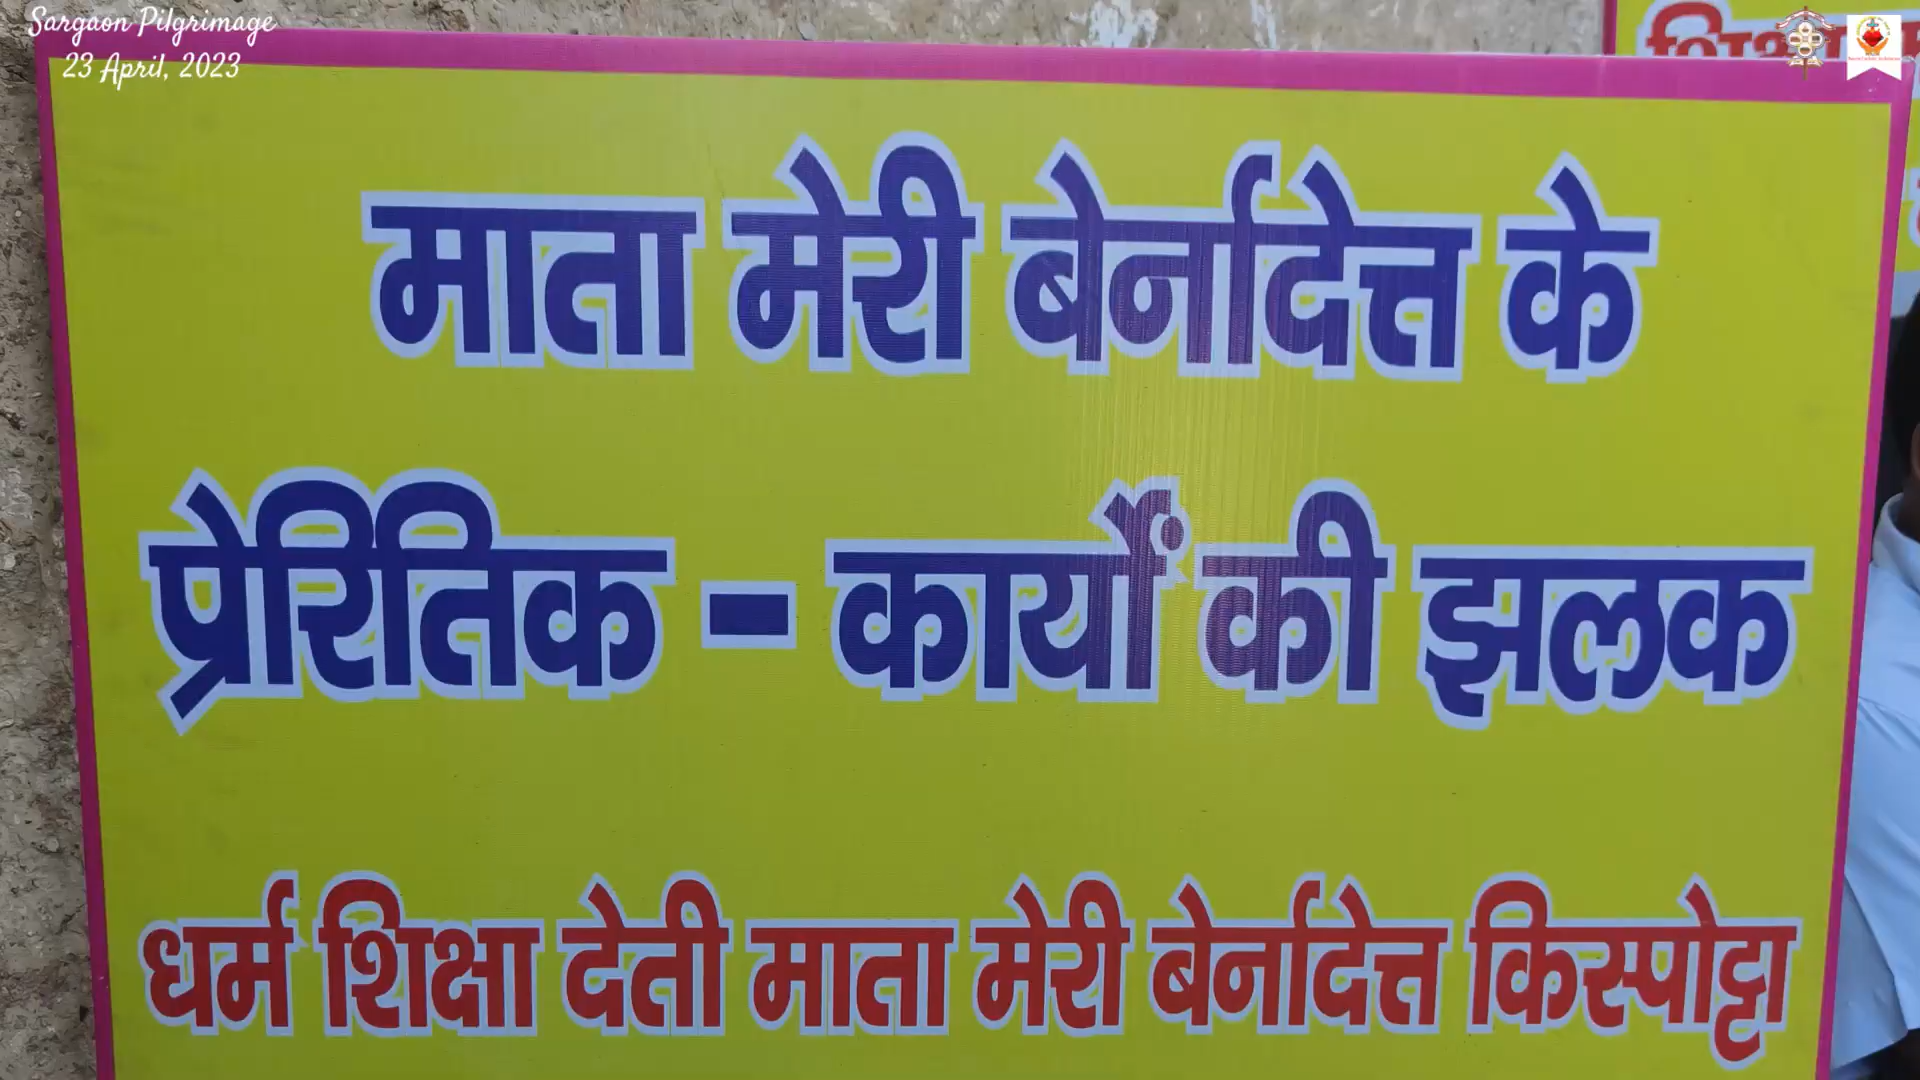 Sargaon Pilgrimage
23 April, 2023
माता मेरी बेर्नादेत्त के
प्रेरितिक - कार्यों की झलक
धर्म शिक्षा देती माता मेरी बेर्नादेत्त किस्पोट्टा